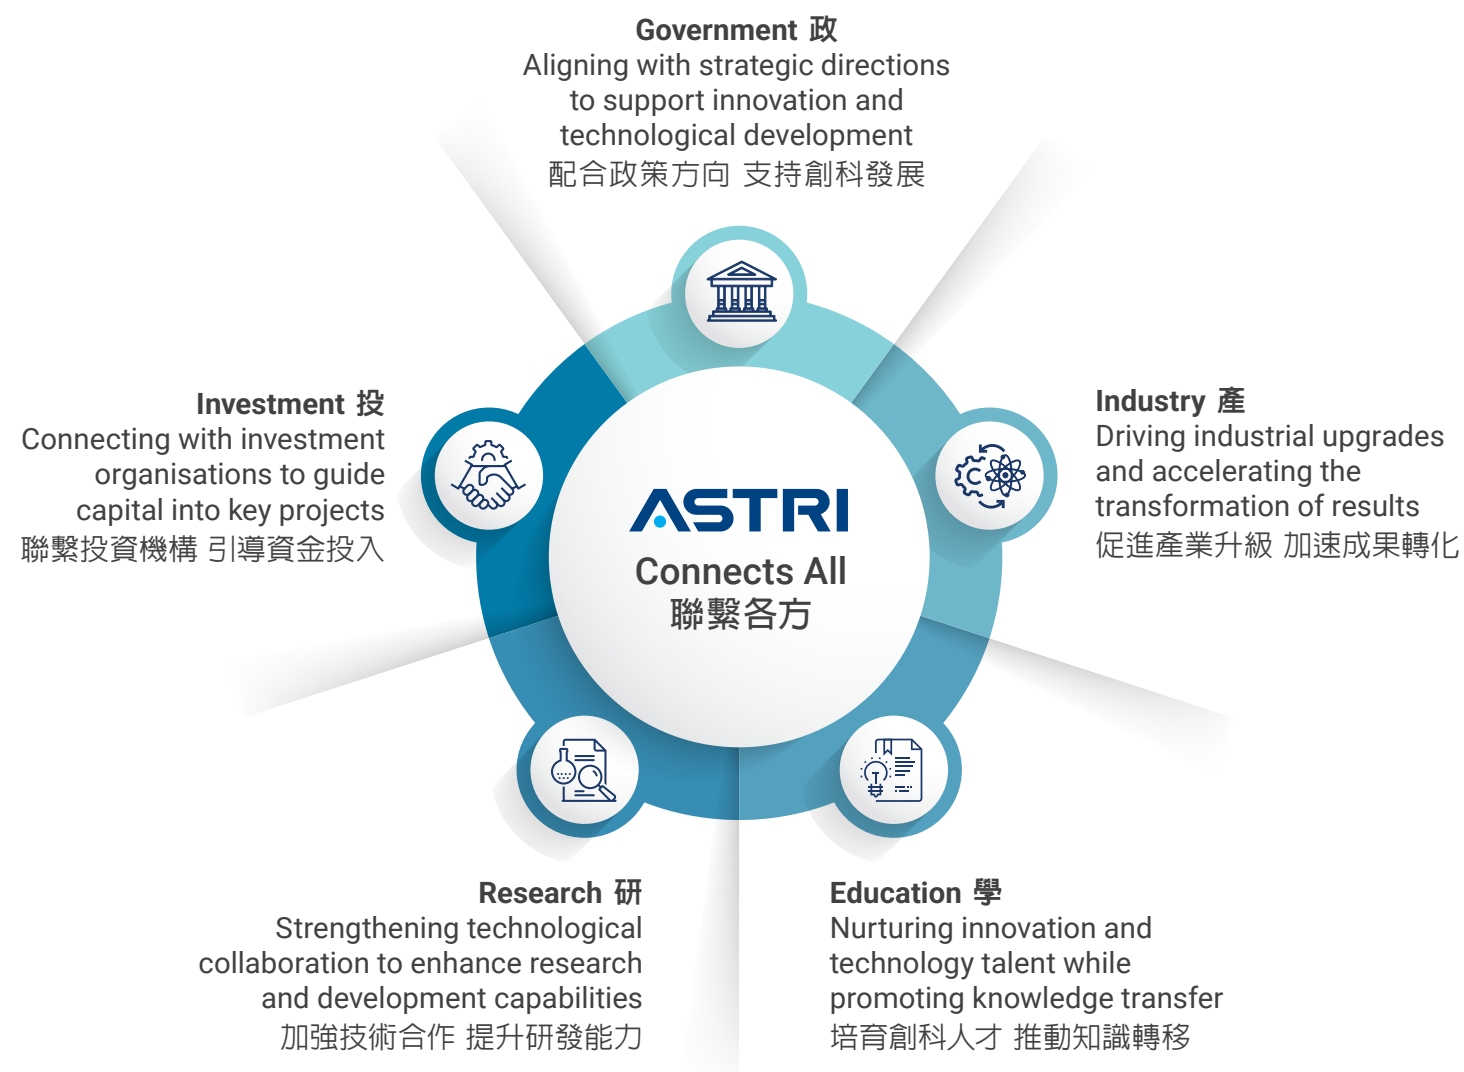 Government 政
Aligning with strategic directions
to support innovation and
technological development
配合政策方向 支持創科發展
Investment 投
Connecting with investment
organisations to guide
capital into key projects
聯繫投資機構 引導資金投入
Industry 產
Driving industrial upgrades
and accelerating the
transformation of results
促進產業升級 加速成果轉化
ASTRI
Connects All
聯繫各方
Research 研
Strengthening technological
collaboration to enhance research
and development capabilities
加強技術合作 提升研發能力
Education 學
Nurturing innovation and
technology talent while
promoting knowledge transfer
培育創科人才 推動知識轉移